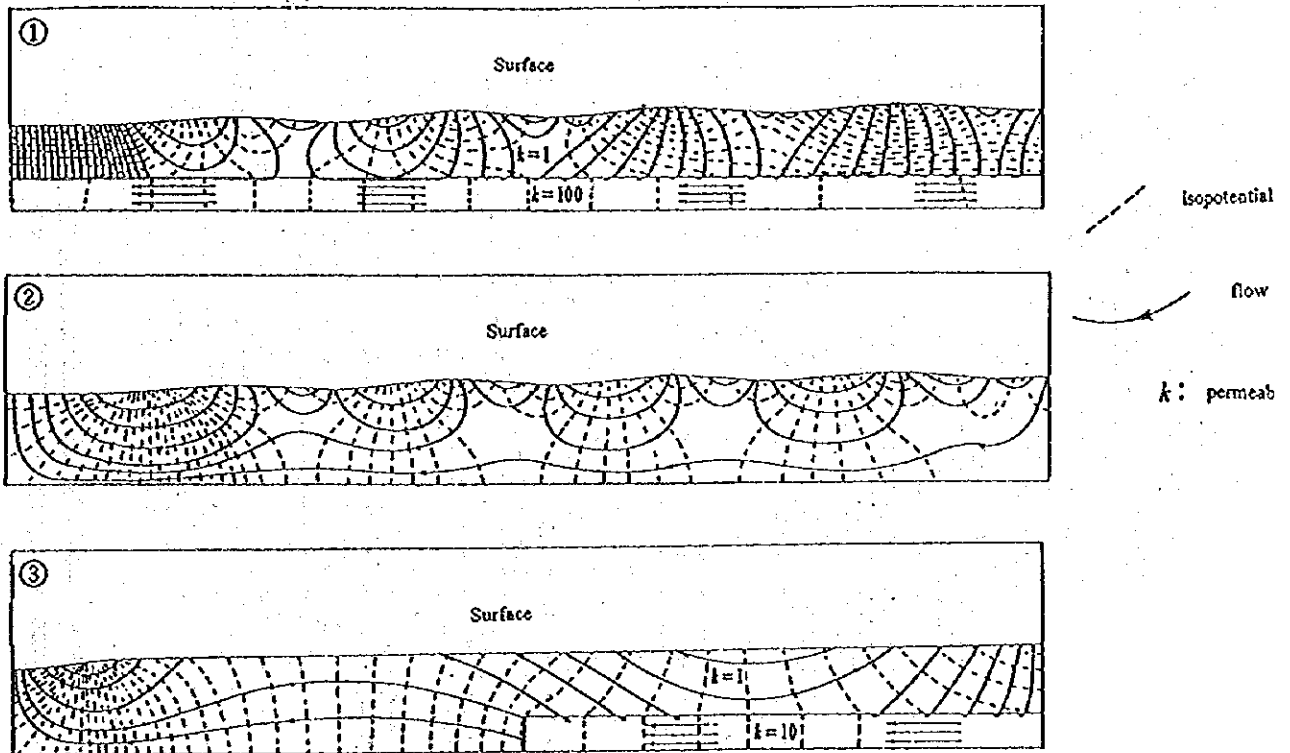 ①
Surface
k=1
k=100
②
Surface
③
Surface
k=1
k=10
isopotential
flow
k: permeab